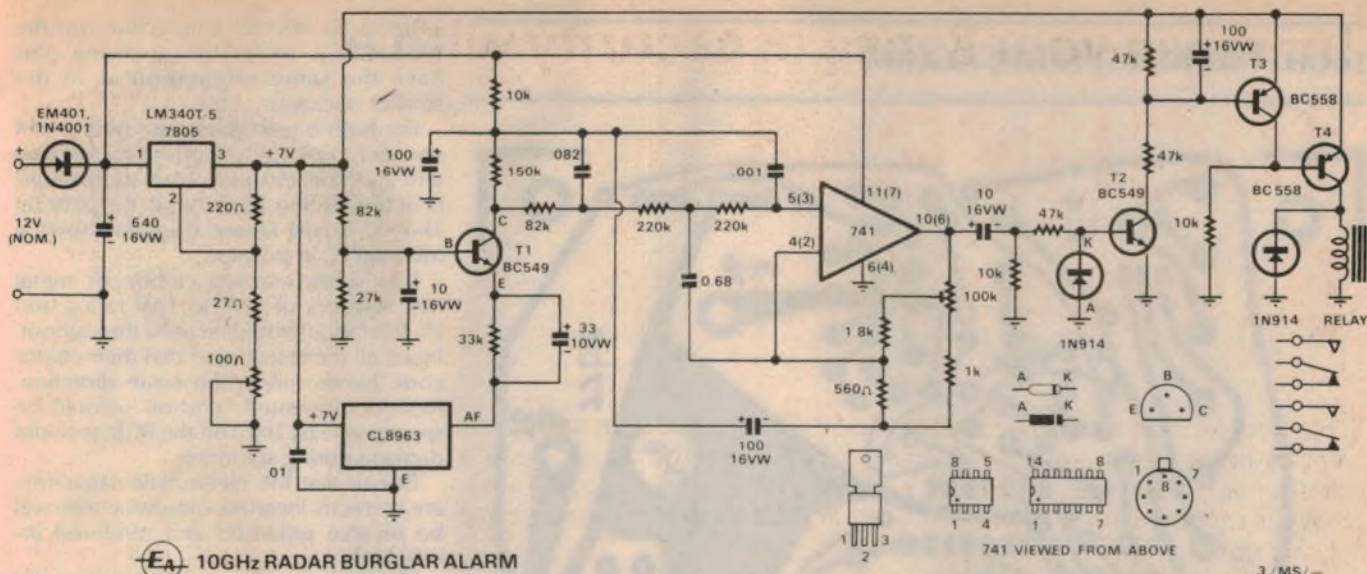 EM401,
1N4001
LM340T-5
7805
1
3
2
+7V
+
12V
(NOM.)
640
16VW
220Ω
27Ω
100Ω
+7V
.01
CL8963
AF
E
82k
27k
10
16VW
+
−
100
16VW
+
−
10k
150k
C
B
E
T1
BC549
33k
+ 33
10VW
−
.082
82k
220k
220k
.001
0.68
5(3)
4(2)
741
11(7)
10(6)
6(4)
1.8k
560Ω
100k
1k
+ −
100
16VW
10
16VW
+
47k
10k
K
A
1N914
47k
47k
T2
BC549
100
+16VW
−
T3
BC558
T4
BC 558
10k
1N914
RELAY
A K
A K
B
E C
1
8
8 5
1 4
14 8
1 7
1 3
2
741 VIEWED FROM ABOVE
EA 10GHz RADAR BURGLAR ALARM
3/MS/—